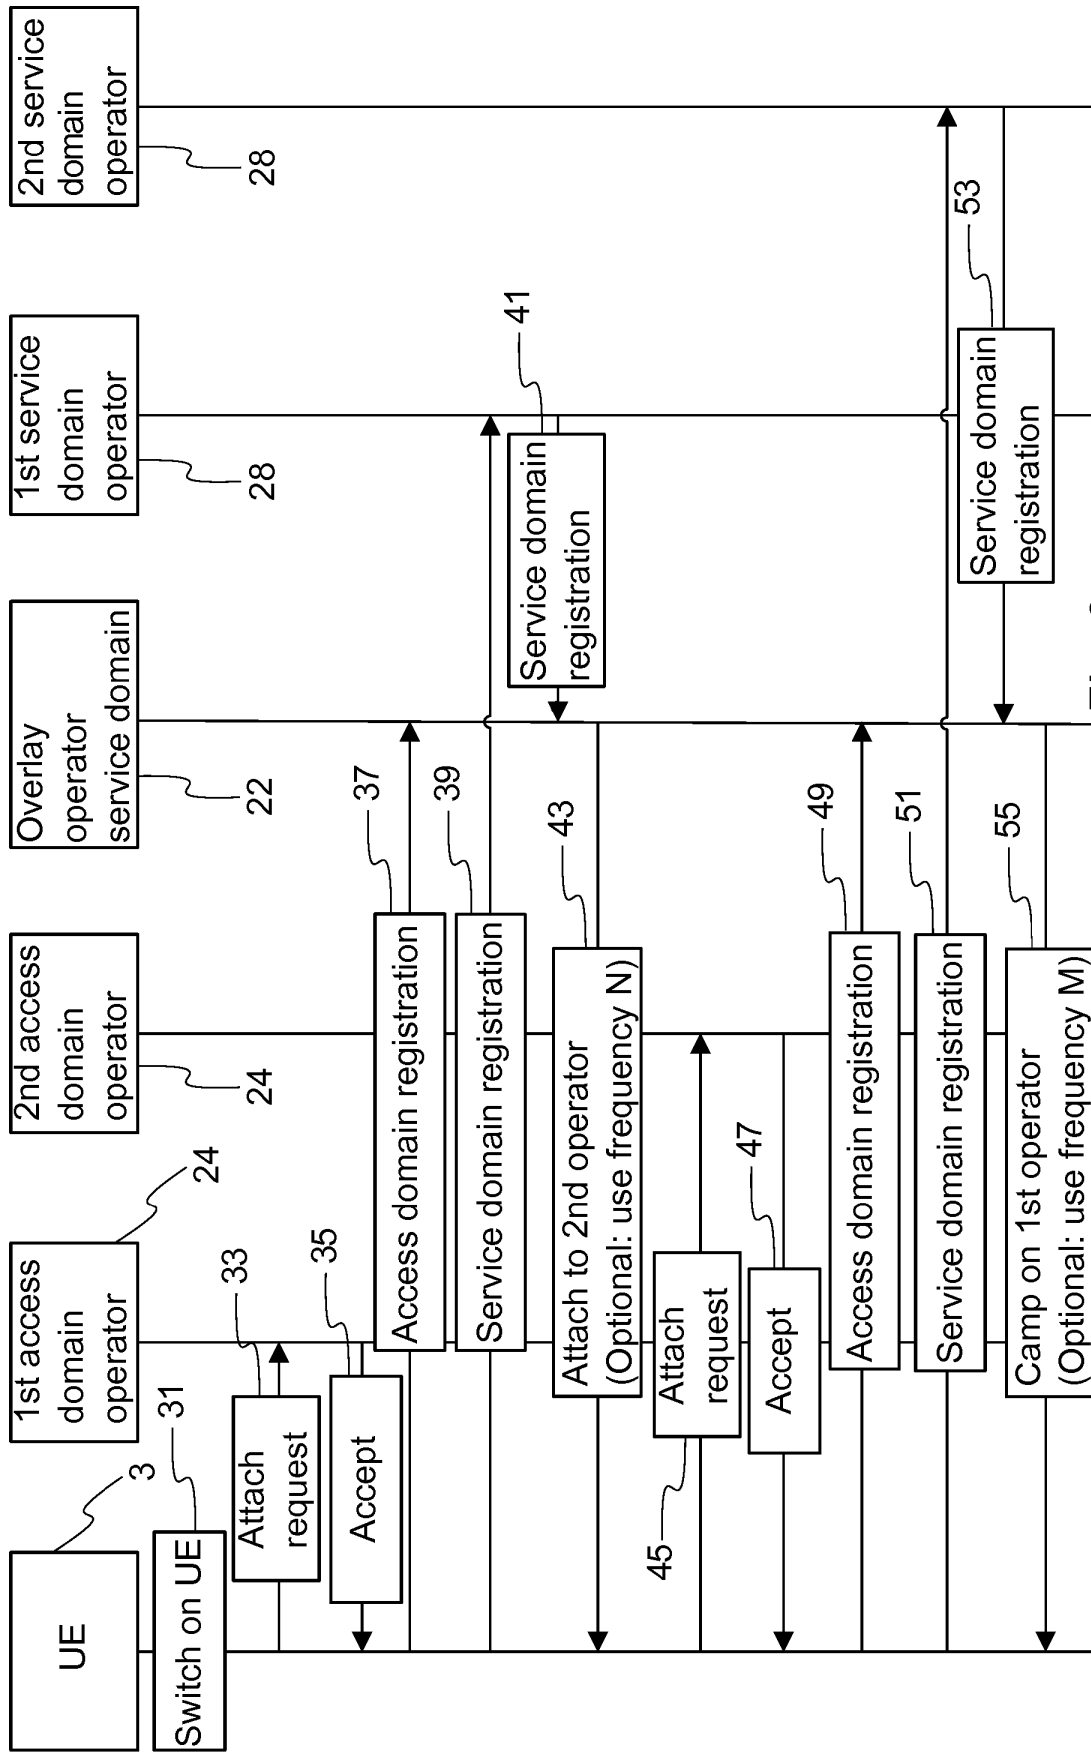 UE
3
1st access
domain
operator
24
2nd access
domain
operator
24
Overlay
operator
service domain
22
1st service
domain
operator
28
2nd service
domain
operator
28
Switch on UE
31
Attach
request
33
Accept
35
Access domain registration
37
Service domain registration
39
Service domain
registration
41
Attach to 2nd operator
(Optional: use frequency N)
43
Attach
request
45
Accept
47
Access domain registration
49
Service domain registration
51
Service domain
registration
53
Camp on 1st operator
(Optional: use frequency M)
55